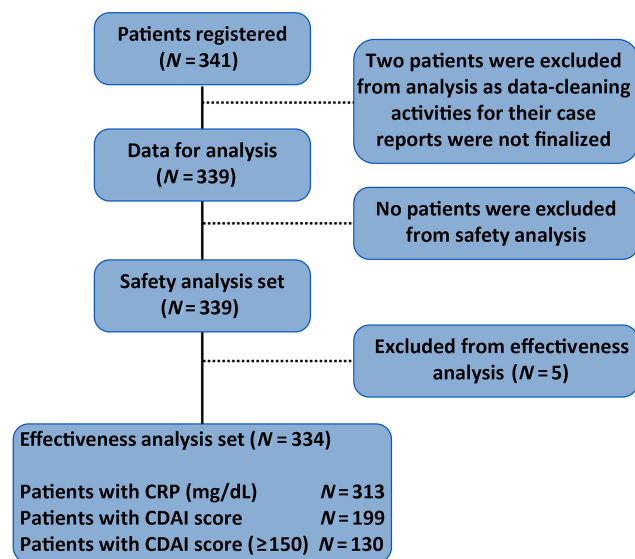 Patients registered
(N = 341)
Two patients were excluded
from analysis as data-cleaning
activities for their case
reports were not finalized
Data for analysis
(N = 339)
No patients were excluded
from safety analysis
Safety analysis set
(N = 339)
Excluded from effectiveness
analysis (N = 5)
Effectiveness analysis set (N = 334)
Patients with CRP (mg/dL) N = 313
Patients with CDAI score N = 199
Patients with CDAI score (≥150) N = 130